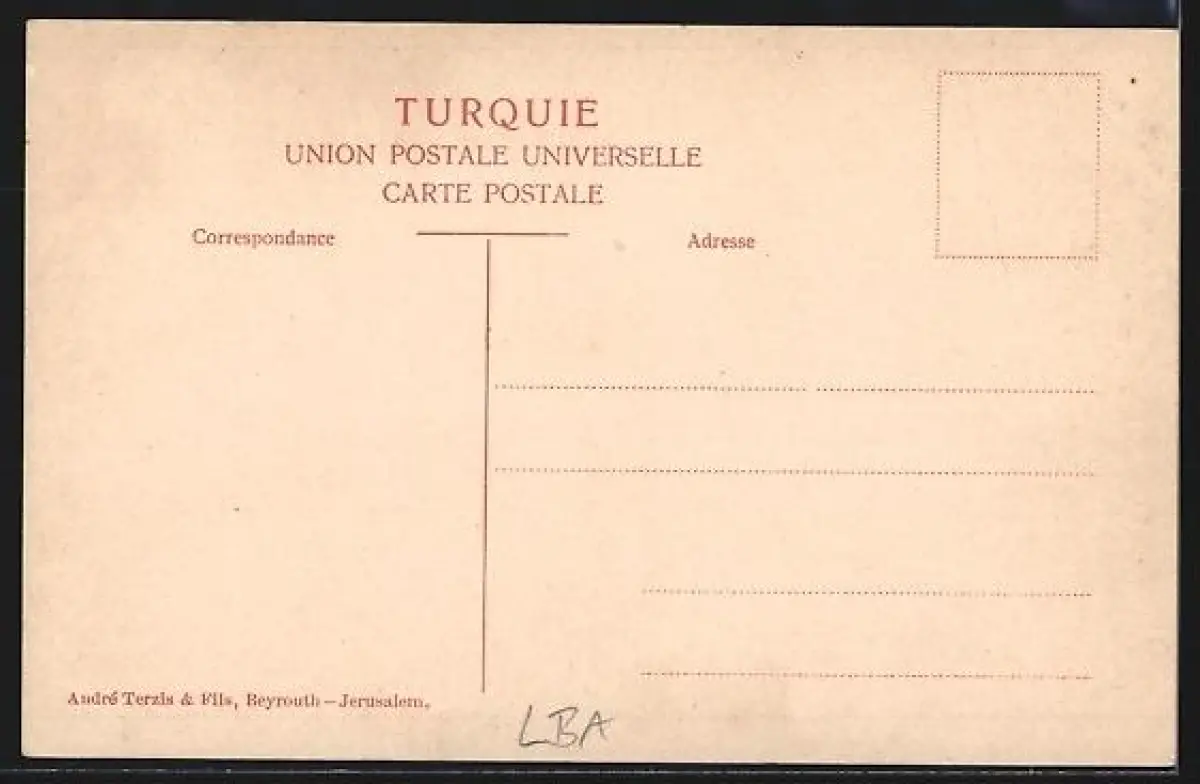 TURQUIE
UNION POSTALE UNIVERSELLE
CARTE POSTALE
Correspondance
Adresse
André Terzis & Fils, Beyrouth – Jerusalem.
LBA